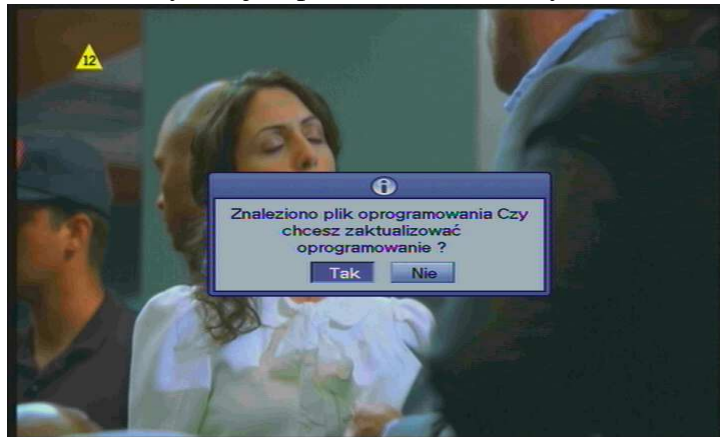 12
Znaleziono plik oprogramowania Czy
chcesz zaktualizować
oprogramowanie ?
Tak Nie